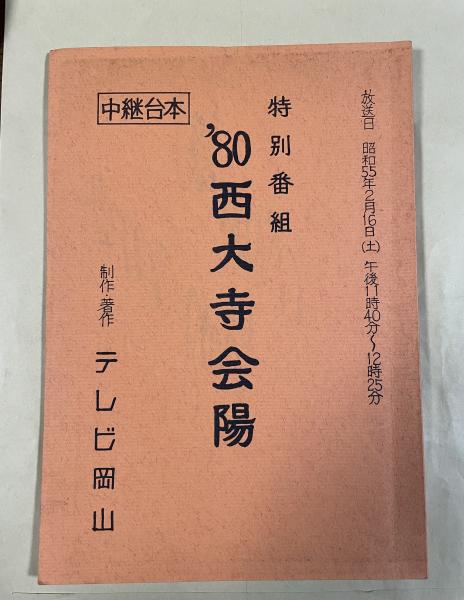 放送日 昭和55年2月16日(土) 午後11時40分〜12時25分
特別番組
'80西大寺会陽
中継台本
制作・著作 テレビ岡山